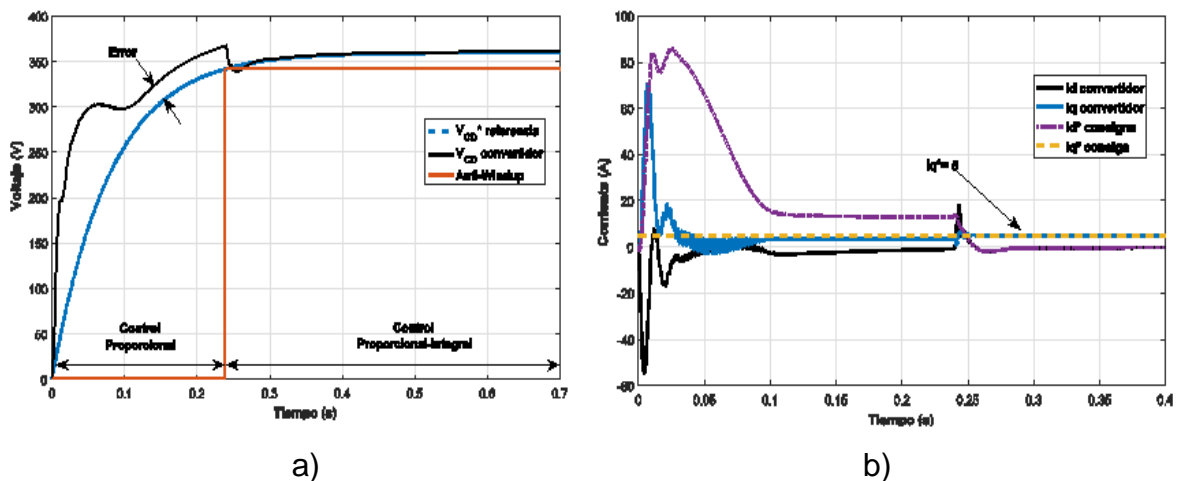 400
350
300
250
200
150
100
50
0
Voltaje (V)
Error
V_CD* referencia
V_CD convertidor
Anti-Windup
Control
Proporcional
Control
Proporcional-Integral
0
0.1
0.2
0.3
0.4
0.5
0.6
0.7
Tiempo (s)
a)
100
80
60
40
20
0
-20
-40
-60
Corriente (A)
id convertidor
iq convertidor
id* consigna
iq* consiga
iq*= 5
0
0.05
0.1
0.15
0.2
0.25
0.3
0.35
0.4
Tiempo (s)
b)